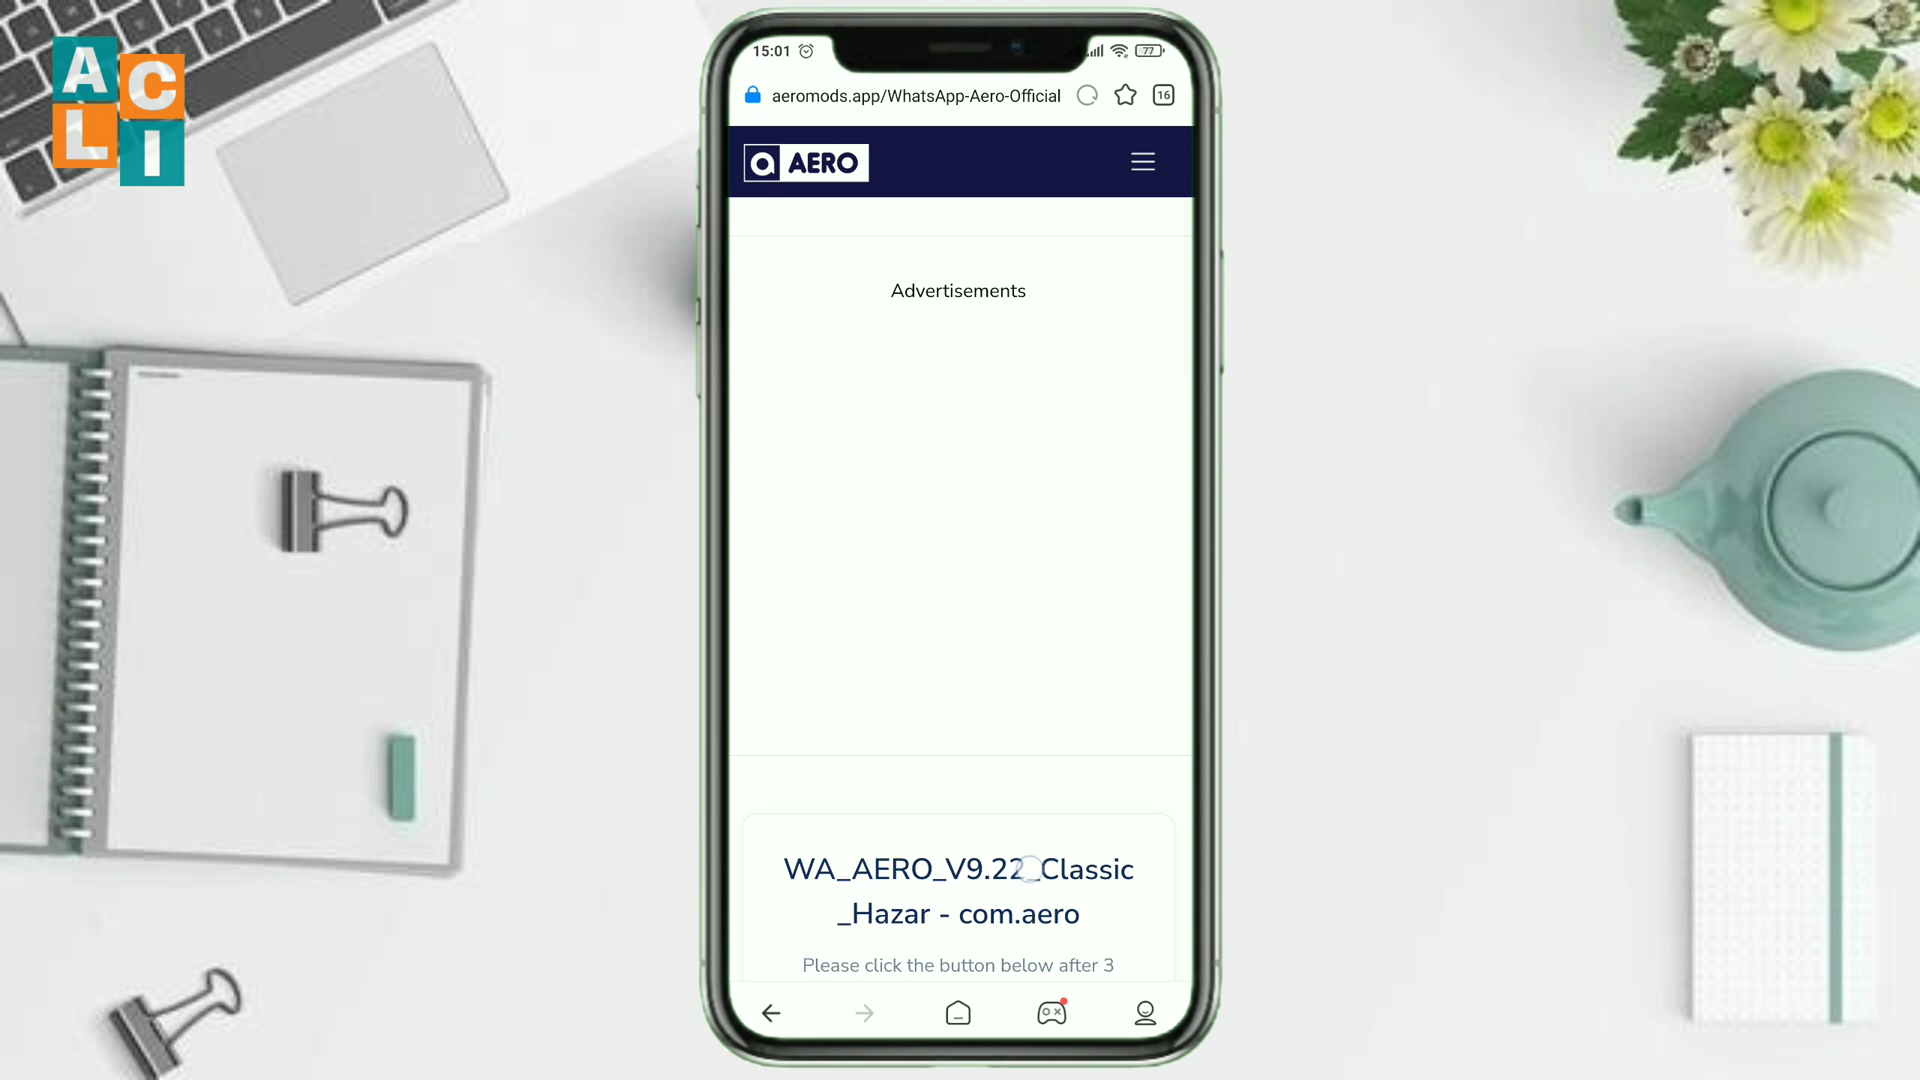 A C
L I
15:01
77
aeromods.app/WhatsApp-Aero-Official
16
a AERO
Advertisements
WA_AERO_V9.22_Classic
_Hazar - com.aero
Please click the button below after 3